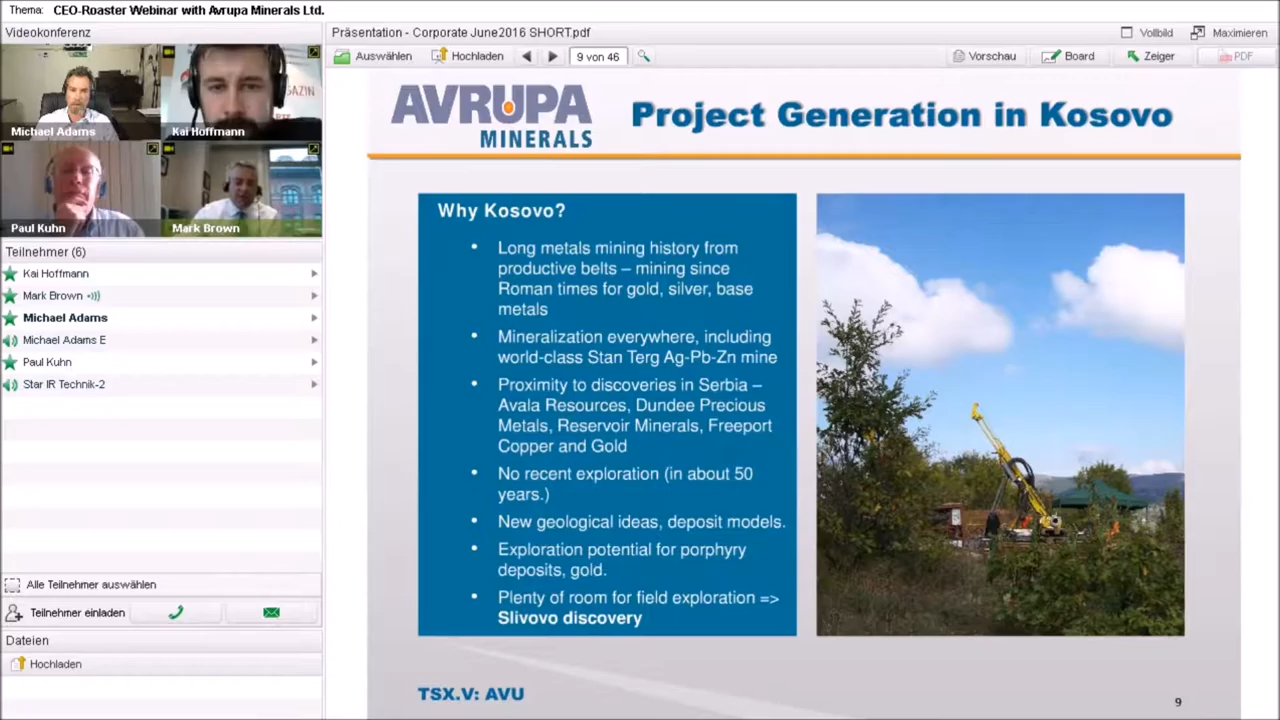 Thema: CEO-Roaster Webinar with Avrupa Minerals Ltd.
Videokonferenz
Michael Adams
Kai Hoffmann
AZIN
Paul Kuhn
Mark Brown
Teilnehmer (6)
Kai Hoffmann
Mark Brown
Michael Adams
Michael Adams E
Paul Kuhn
Star IR Technik-2
Alle Teilnehmer auswählen
Teilnehmer einladen
Dateien
Hochladen
Präsentation - Corporate June2016 SHORT.pdf
Vollbild
Maximieren
Auswählen
Hochladen
9 von 46
Vorschau
Board
Zeiger
PDF
AVRUPA
MINERALS
Project Generation in Kosovo
Why Kosovo?
• Long metals mining history from
productive belts – mining since
Roman times for gold, silver, base
metals
• Mineralization everywhere, including
world-class Stan Terg Ag-Pb-Zn mine
• Proximity to discoveries in Serbia –
Avala Resources, Dundee Precious
Metals, Reservoir Minerals, Freeport
Copper and Gold
• No recent exploration (in about 50
years.)
• New geological ideas, deposit models.
• Exploration potential for porphyry
deposits, gold.
• Plenty of room for field exploration =>
Slivovo discovery
TSX.V: AVU
9